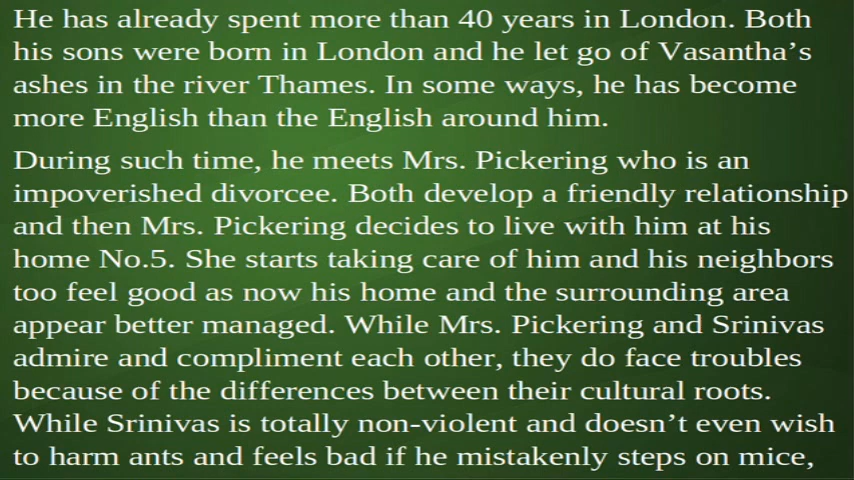 He has already spent more than 40 years in London. Both
his sons were born in London and he let go of Vasantha’s
ashes in the river Thames. In some ways, he has become
more English than the English around him.
During such time, he meets Mrs. Pickering who is an
impoverished divorcee. Both develop a friendly relationship
and then Mrs. Pickering decides to live with him at his
home No.5. She starts taking care of him and his neighbors
too feel good as now his home and the surrounding area
appear better managed. While Mrs. Pickering and Srinivas
admire and compliment each other, they do face troubles
because of the differences between their cultural roots.
While Srinivas is totally non-violent and doesn’t even wish
to harm ants and feels bad if he mistakenly steps on mice,